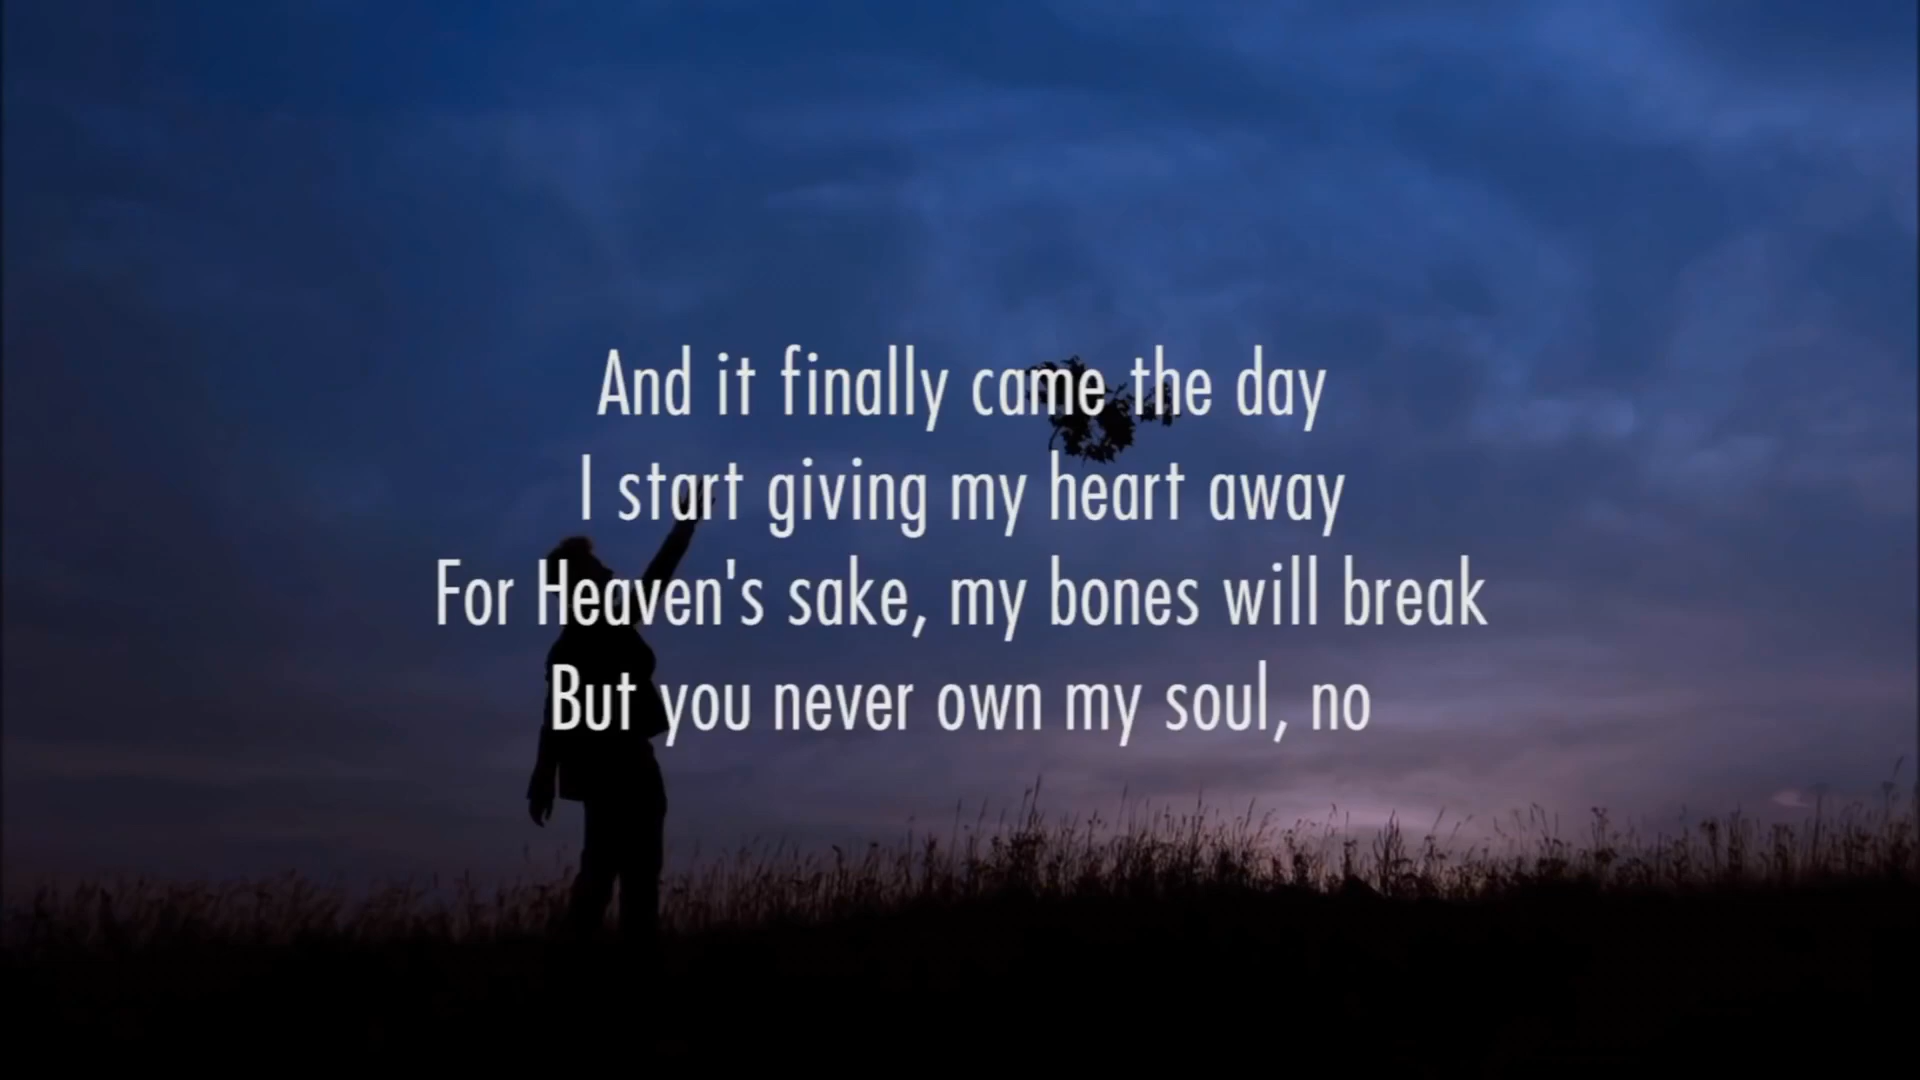 And it finally came the day
I start giving my heart away
For Heaven's sake, my bones will break
But you never own my soul, no